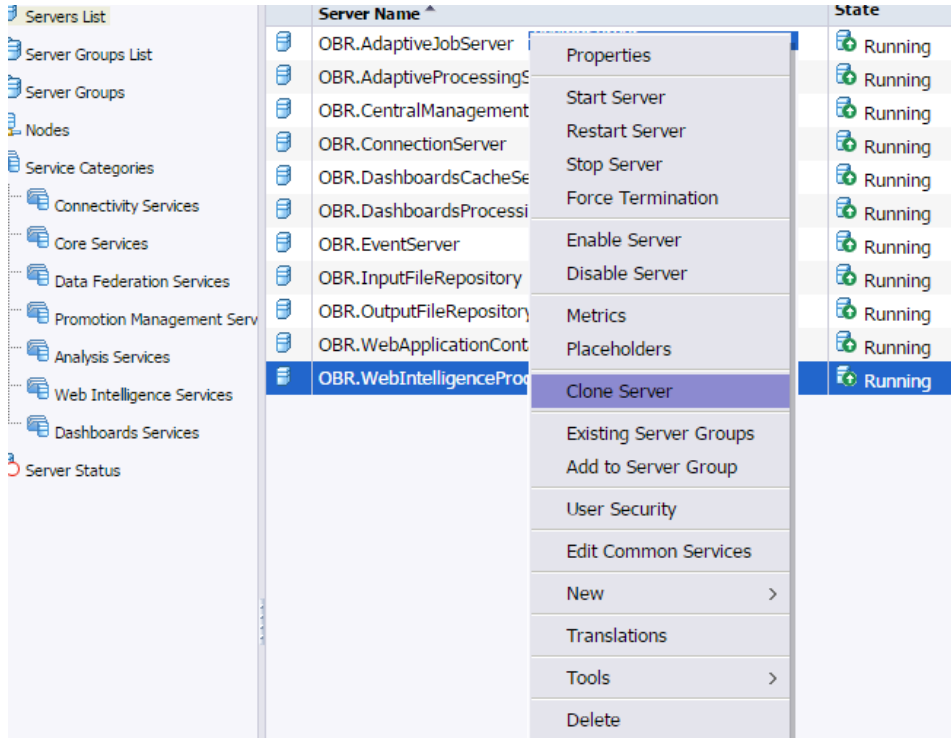 Servers List
Server Groups List
Server Groups
Nodes
Service Categories
Connectivity Services
Core Services
Data Federation Services
Promotion Management Serv
Analysis Services
Web Intelligence Services
Dashboards Services
Server Status
Server Name
OBR.AdaptiveJobServer
OBR.AdaptiveProcessingS
OBR.CentralManagement
OBR.ConnectionServer
OBR.DashboardsCacheSe
OBR.DashboardsProcessi
OBR.EventServer
OBR.InputFileRepository
OBR.OutputFileRepository
OBR.WebApplicationCont
OBR.WebIntelligenceProc
Properties
Start Server
Restart Server
Stop Server
Force Termination
Enable Server
Disable Server
Metrics
Placeholders
Clone Server
Existing Server Groups
Add to Server Group
User Security
Edit Common Services
New
Translations
Tools
Delete
State
Running
Running
Running
Running
Running
Running
Running
Running
Running
Running
Running